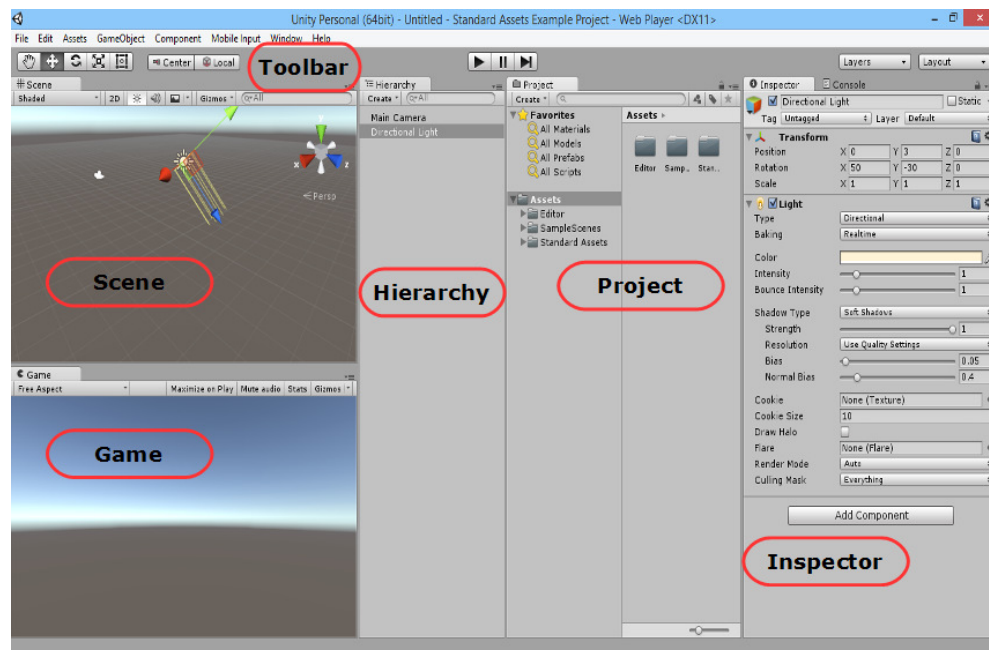 Unity Personal (64bit) - Untitled - Standard Assets Example Project - Web Player <DX11>
File Edit Assets GameObject Component Mobile Input Window Help
Center Local Toolbar Layers Layout
Scene
Shaded 2D Gizmos All
Persp
Scene
Game
Free Aspect Maximize on Play Mute audio Stats Gizmos
Game
Hierarchy
Create All
Main Camera
Directional Light
Hierarchy
Project
Create
Favorites
All Materials
All Models
All Prefabs
All Scripts
Assets
Editor
SampleScenes
Standard Assets
Assets
Editor Samp.. Stan..
Project
Inspector Console
Directional Light Static
Tag Untagged Layer Default
Transform
Position X 0 Y 3 Z 0
Rotation X 50 Y -30 Z 0
Scale X 1 Y 1 Z 1
Light
Type Directional
Baking Realtime
Color
Intensity 1
Bounce Intensity 1
Shadow Type Soft Shadows
Strength 1
Resolution Use Quality Settings
Bias 0.05
Normal Bias 0.4
Cookie None (Texture)
Cookie Size 10
Draw Halo
Flare None (Flare)
Render Mode Auto
Culling Mask Everything
Add Component
Inspector